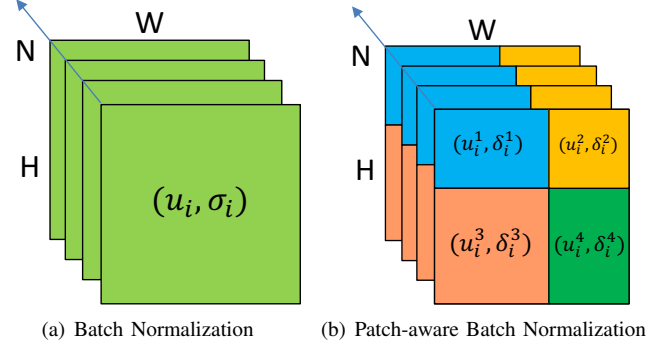 W
N
H
(u_i, σ_i)
(a) Batch Normalization
W
N
H
(u_i^1, δ_i^1) (u_i^2, δ_i^2)
(u_i^3, δ_i^3) (u_i^4, δ_i^4)
(b) Patch-aware Batch Normalization